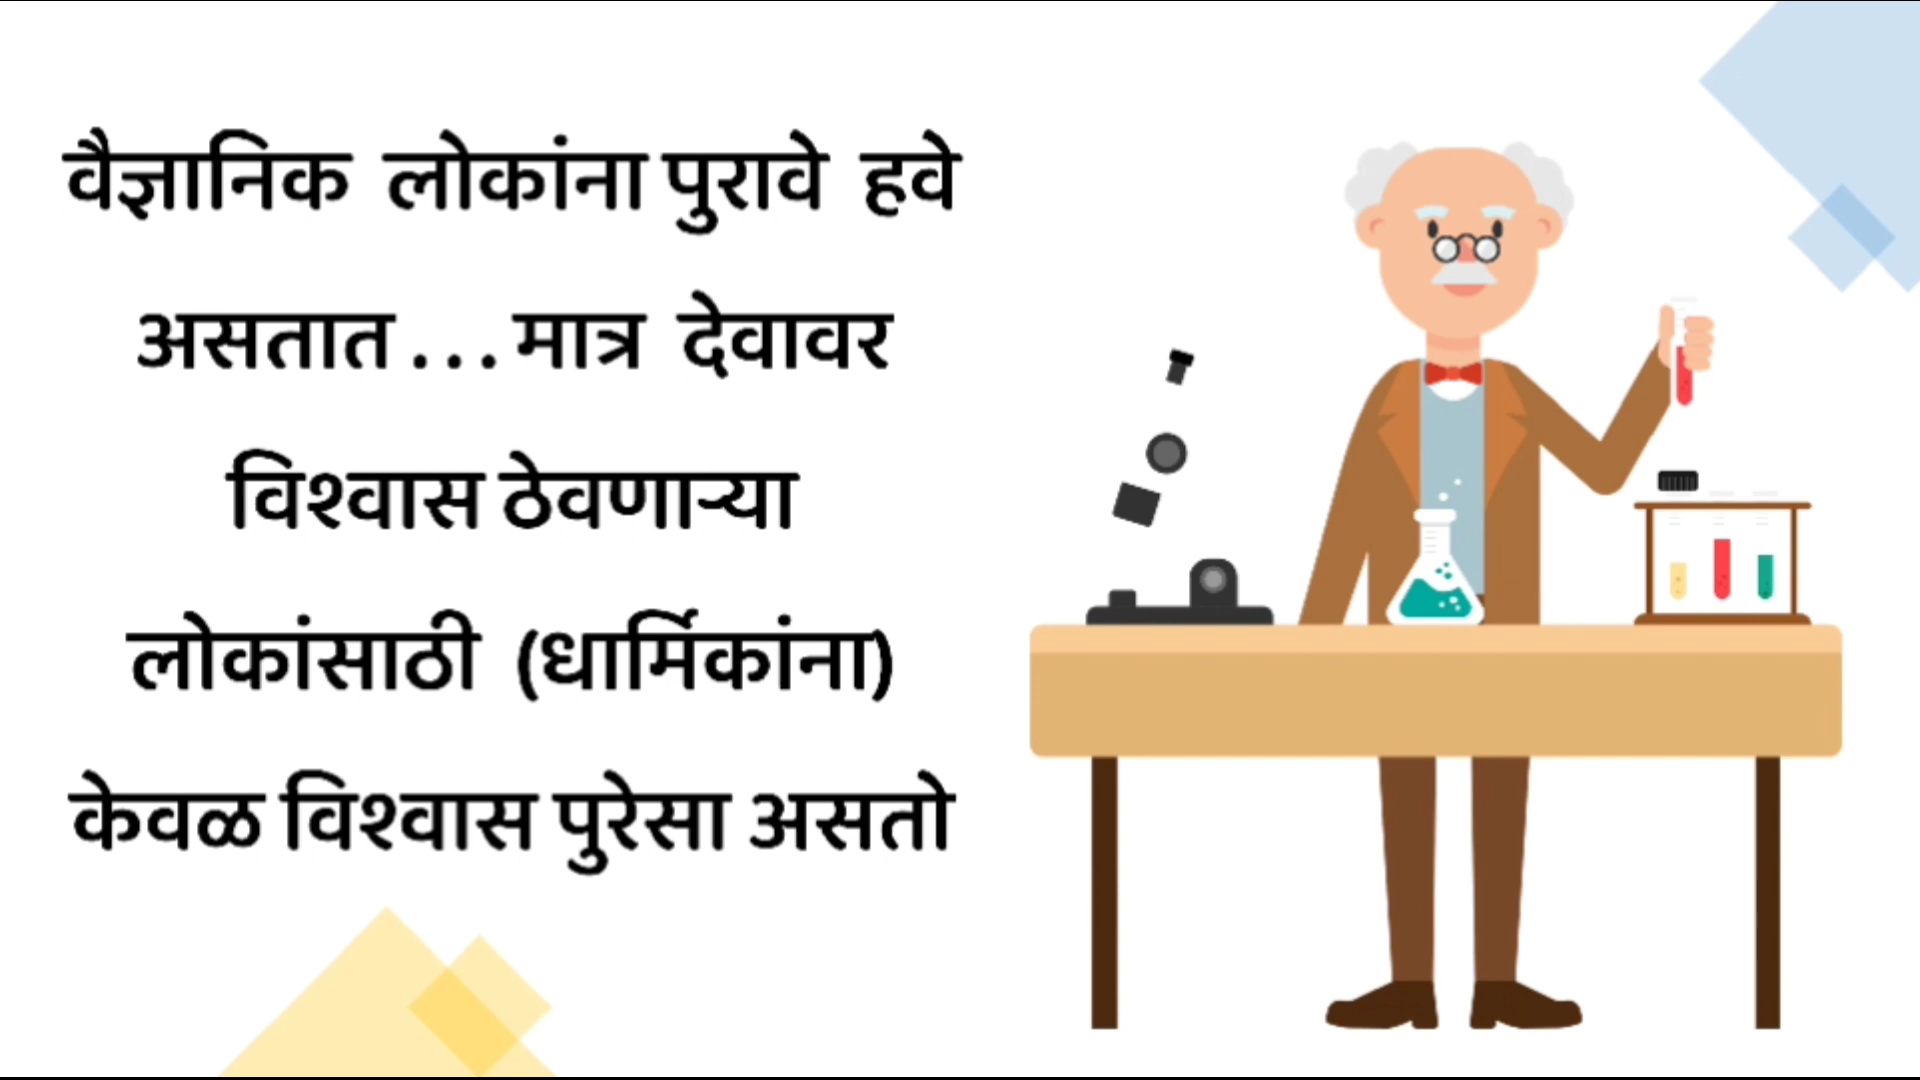 वैज्ञानिक लोकांना पुरावे हवे
असतात... मात्र देवावर
विश्वास ठेवणाऱ्या
लोकांसाठी (धार्मिकांना)
केवळ विश्वास पुरेसा असतो